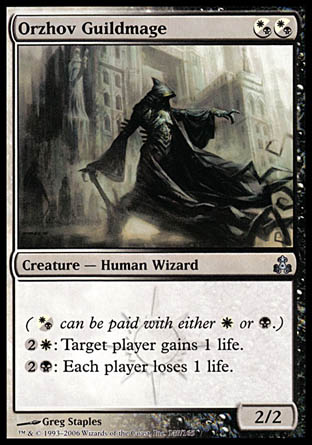 Orzhov Guildmage
Creature — Human Wizard
( can be paid with either or .)
2 : Target player gains 1 life.
2 : Each player loses 1 life.
2/2
Greg Staples
™ & © 1993–2006 Wizards of the Coast, Inc.